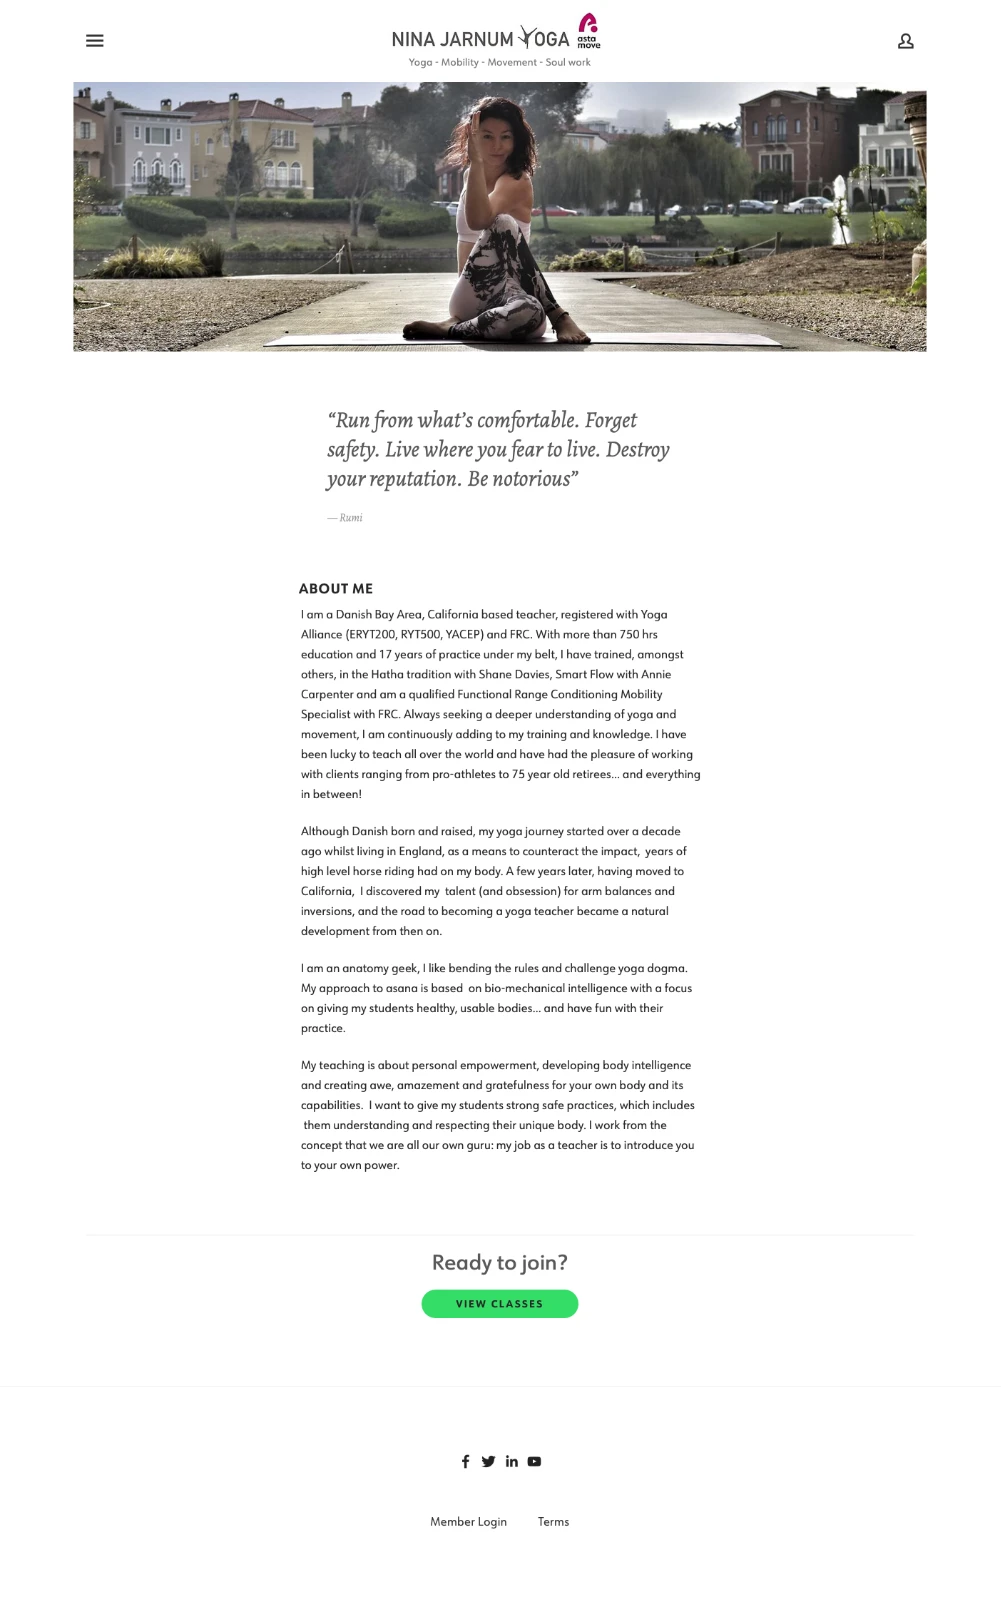 NINA JARNUM YOGA
asta
move
Yoga - Mobility - Movement - Soul work
“Run from what’s comfortable. Forget
safety. Live where you fear to live. Destroy
your reputation. Be notorious”
— Rumi
ABOUT ME
I am a Danish Bay Area, California based teacher, registered with Yoga
Alliance (ERYT200, RYT500, YACEP) and FRC. With more than 750 hrs
education and 17 years of practice under my belt, I have trained, amongst
others, in the Hatha tradition with Shane Davies, Smart Flow with Annie
Carpenter and am a qualified Functional Range Conditioning Mobility
Specialist with FRC. Always seeking a deeper understanding of yoga and
movement, I am continuously adding to my training and knowledge. I have
been lucky to teach all over the world and have had the pleasure of working
with clients ranging from pro-athletes to 75 year old retirees... and everything
in between!
Although Danish born and raised, my yoga journey started over a decade
ago whilst living in England, as a means to counteract the impact,  years of
high level horse riding had on my body. A few years later, having moved to
California,  I discovered my  talent (and obsession) for arm balances and
inversions, and the road to becoming a yoga teacher became a natural
development from then on.
I am an anatomy geek, I like bending the rules and challenge yoga dogma.
My approach to asana is based  on bio-mechanical intelligence with a focus
on giving my students healthy, usable bodies... and have fun with their
practice.
My teaching is about personal empowerment, developing body intelligence
and creating awe, amazement and gratefulness for your own body and its
capabilities.  I want to give my students strong safe practices, which includes
them understanding and respecting their unique body. I work from the
concept that we are all our own guru: my job as a teacher is to introduce you
to your own power.
Ready to join?
VIEW CLASSES
Member Login Terms